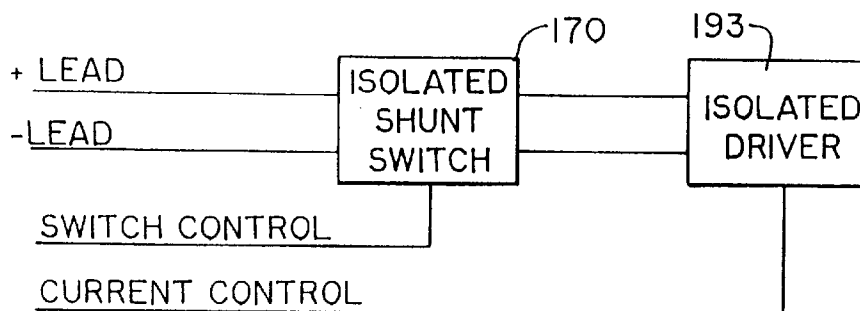 170
193
+ LEAD
-LEAD
ISOLATED
SHUNT
SWITCH
ISOLATED
DRIVER
SWITCH CONTROL
CURRENT CONTROL